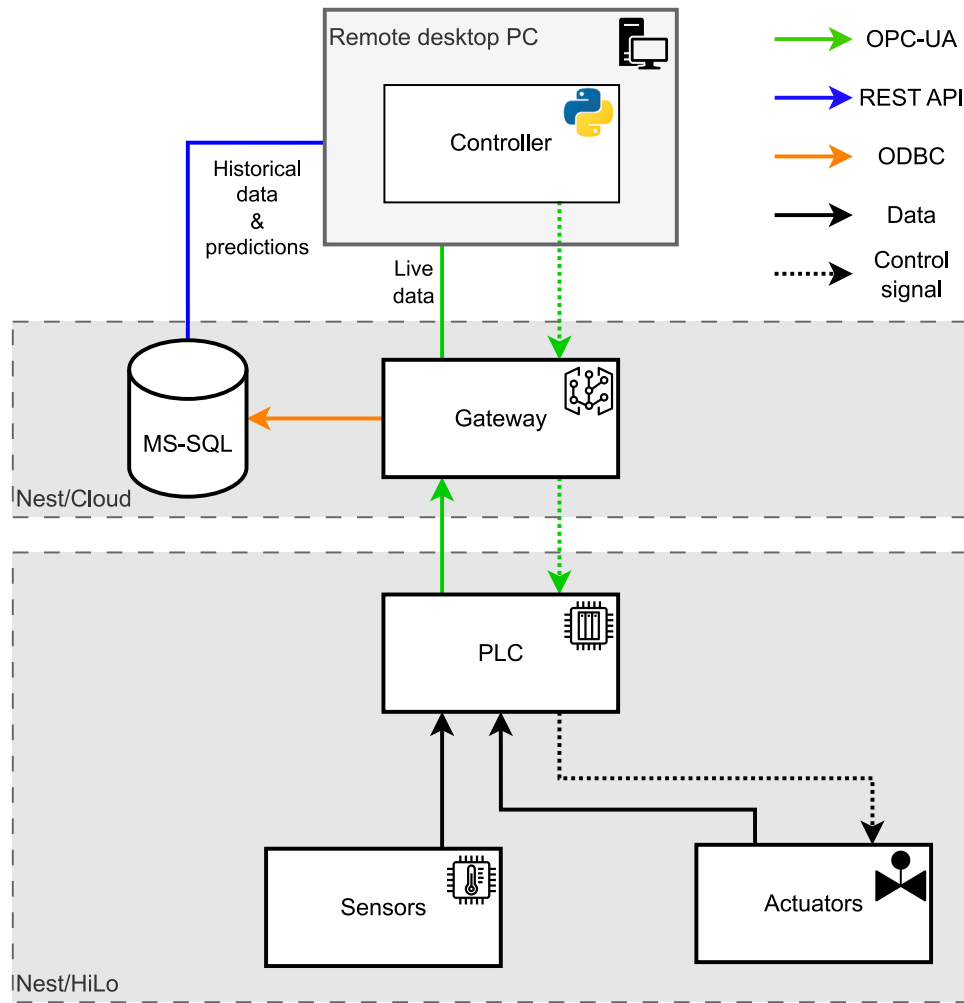 Remote desktop PC
Controller
OPC-UA
REST API
ODBC
Data
Control
signal
Historical
data
&
predictions
Live
data
MS-SQL
Gateway
Nest/Cloud
PLC
Sensors
Actuators
Nest/HiLo